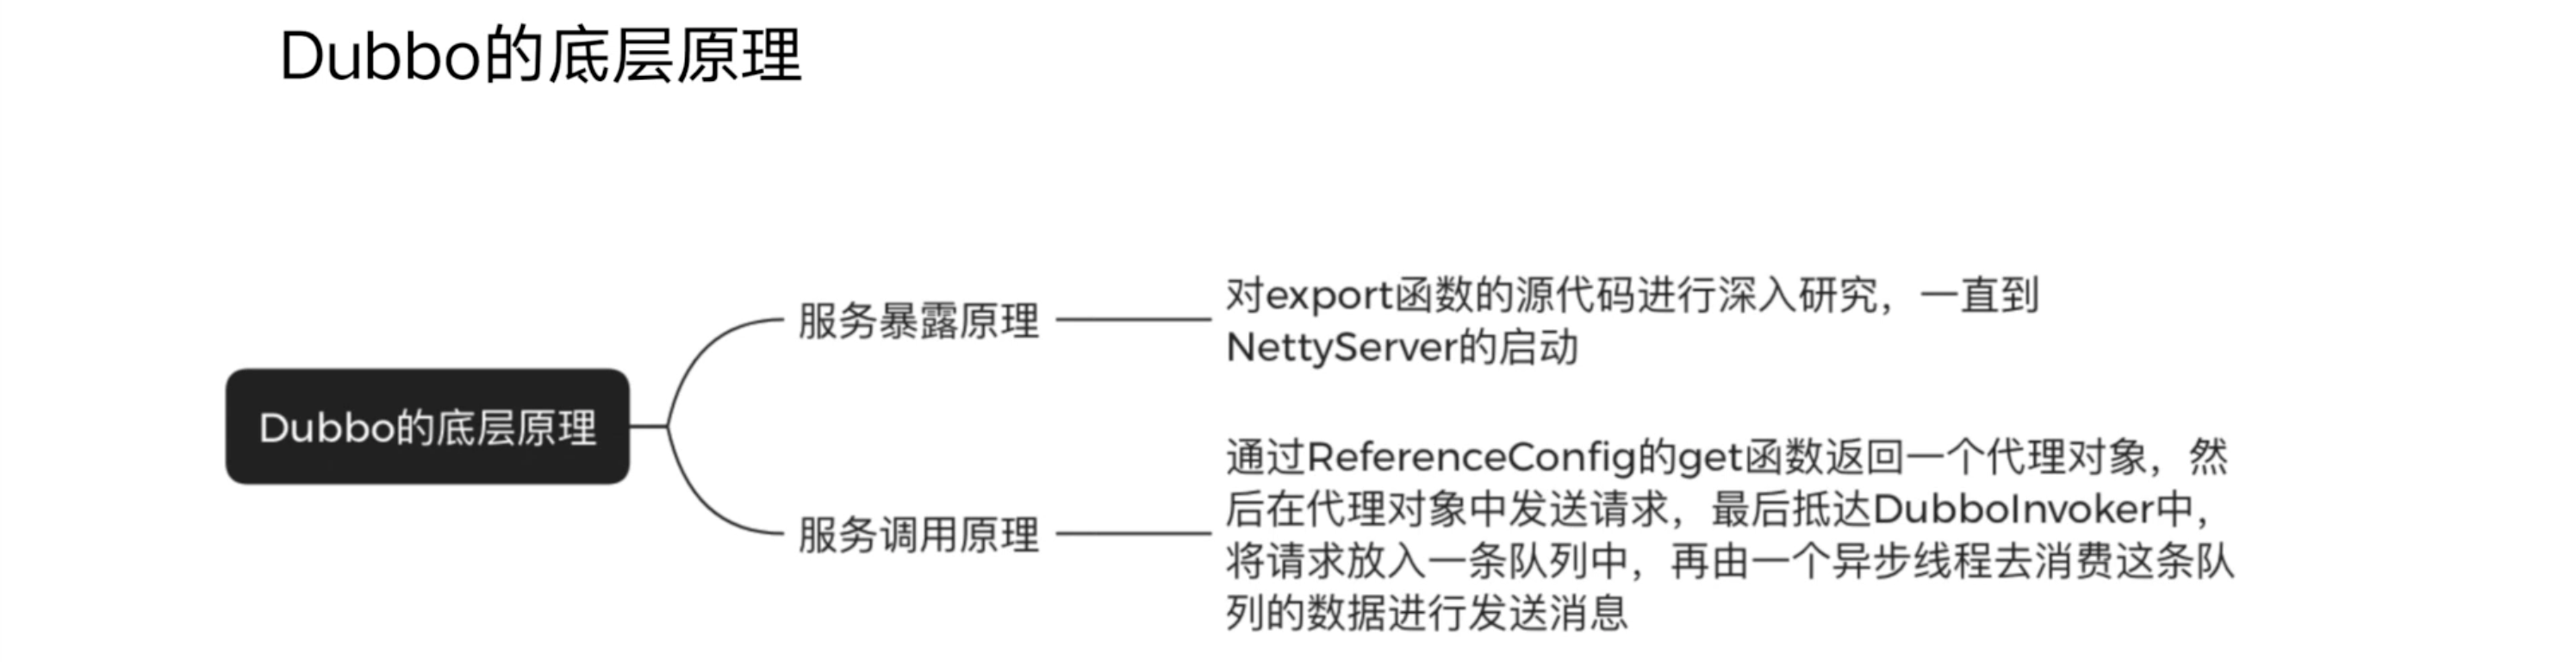 Dubbo的底层原理
Dubbo的底层原理
服务暴露原理
对export函数的源代码进行深入研究，一直到
NettyServer的启动
服务调用原理
通过ReferenceConfig的get函数返回一个代理对象，然
后在代理对象中发送请求，最后抵达DubboInvoker中，
将请求放入一条队列中，再由一个异步线程去消费这条队
列的数据进行发送消息